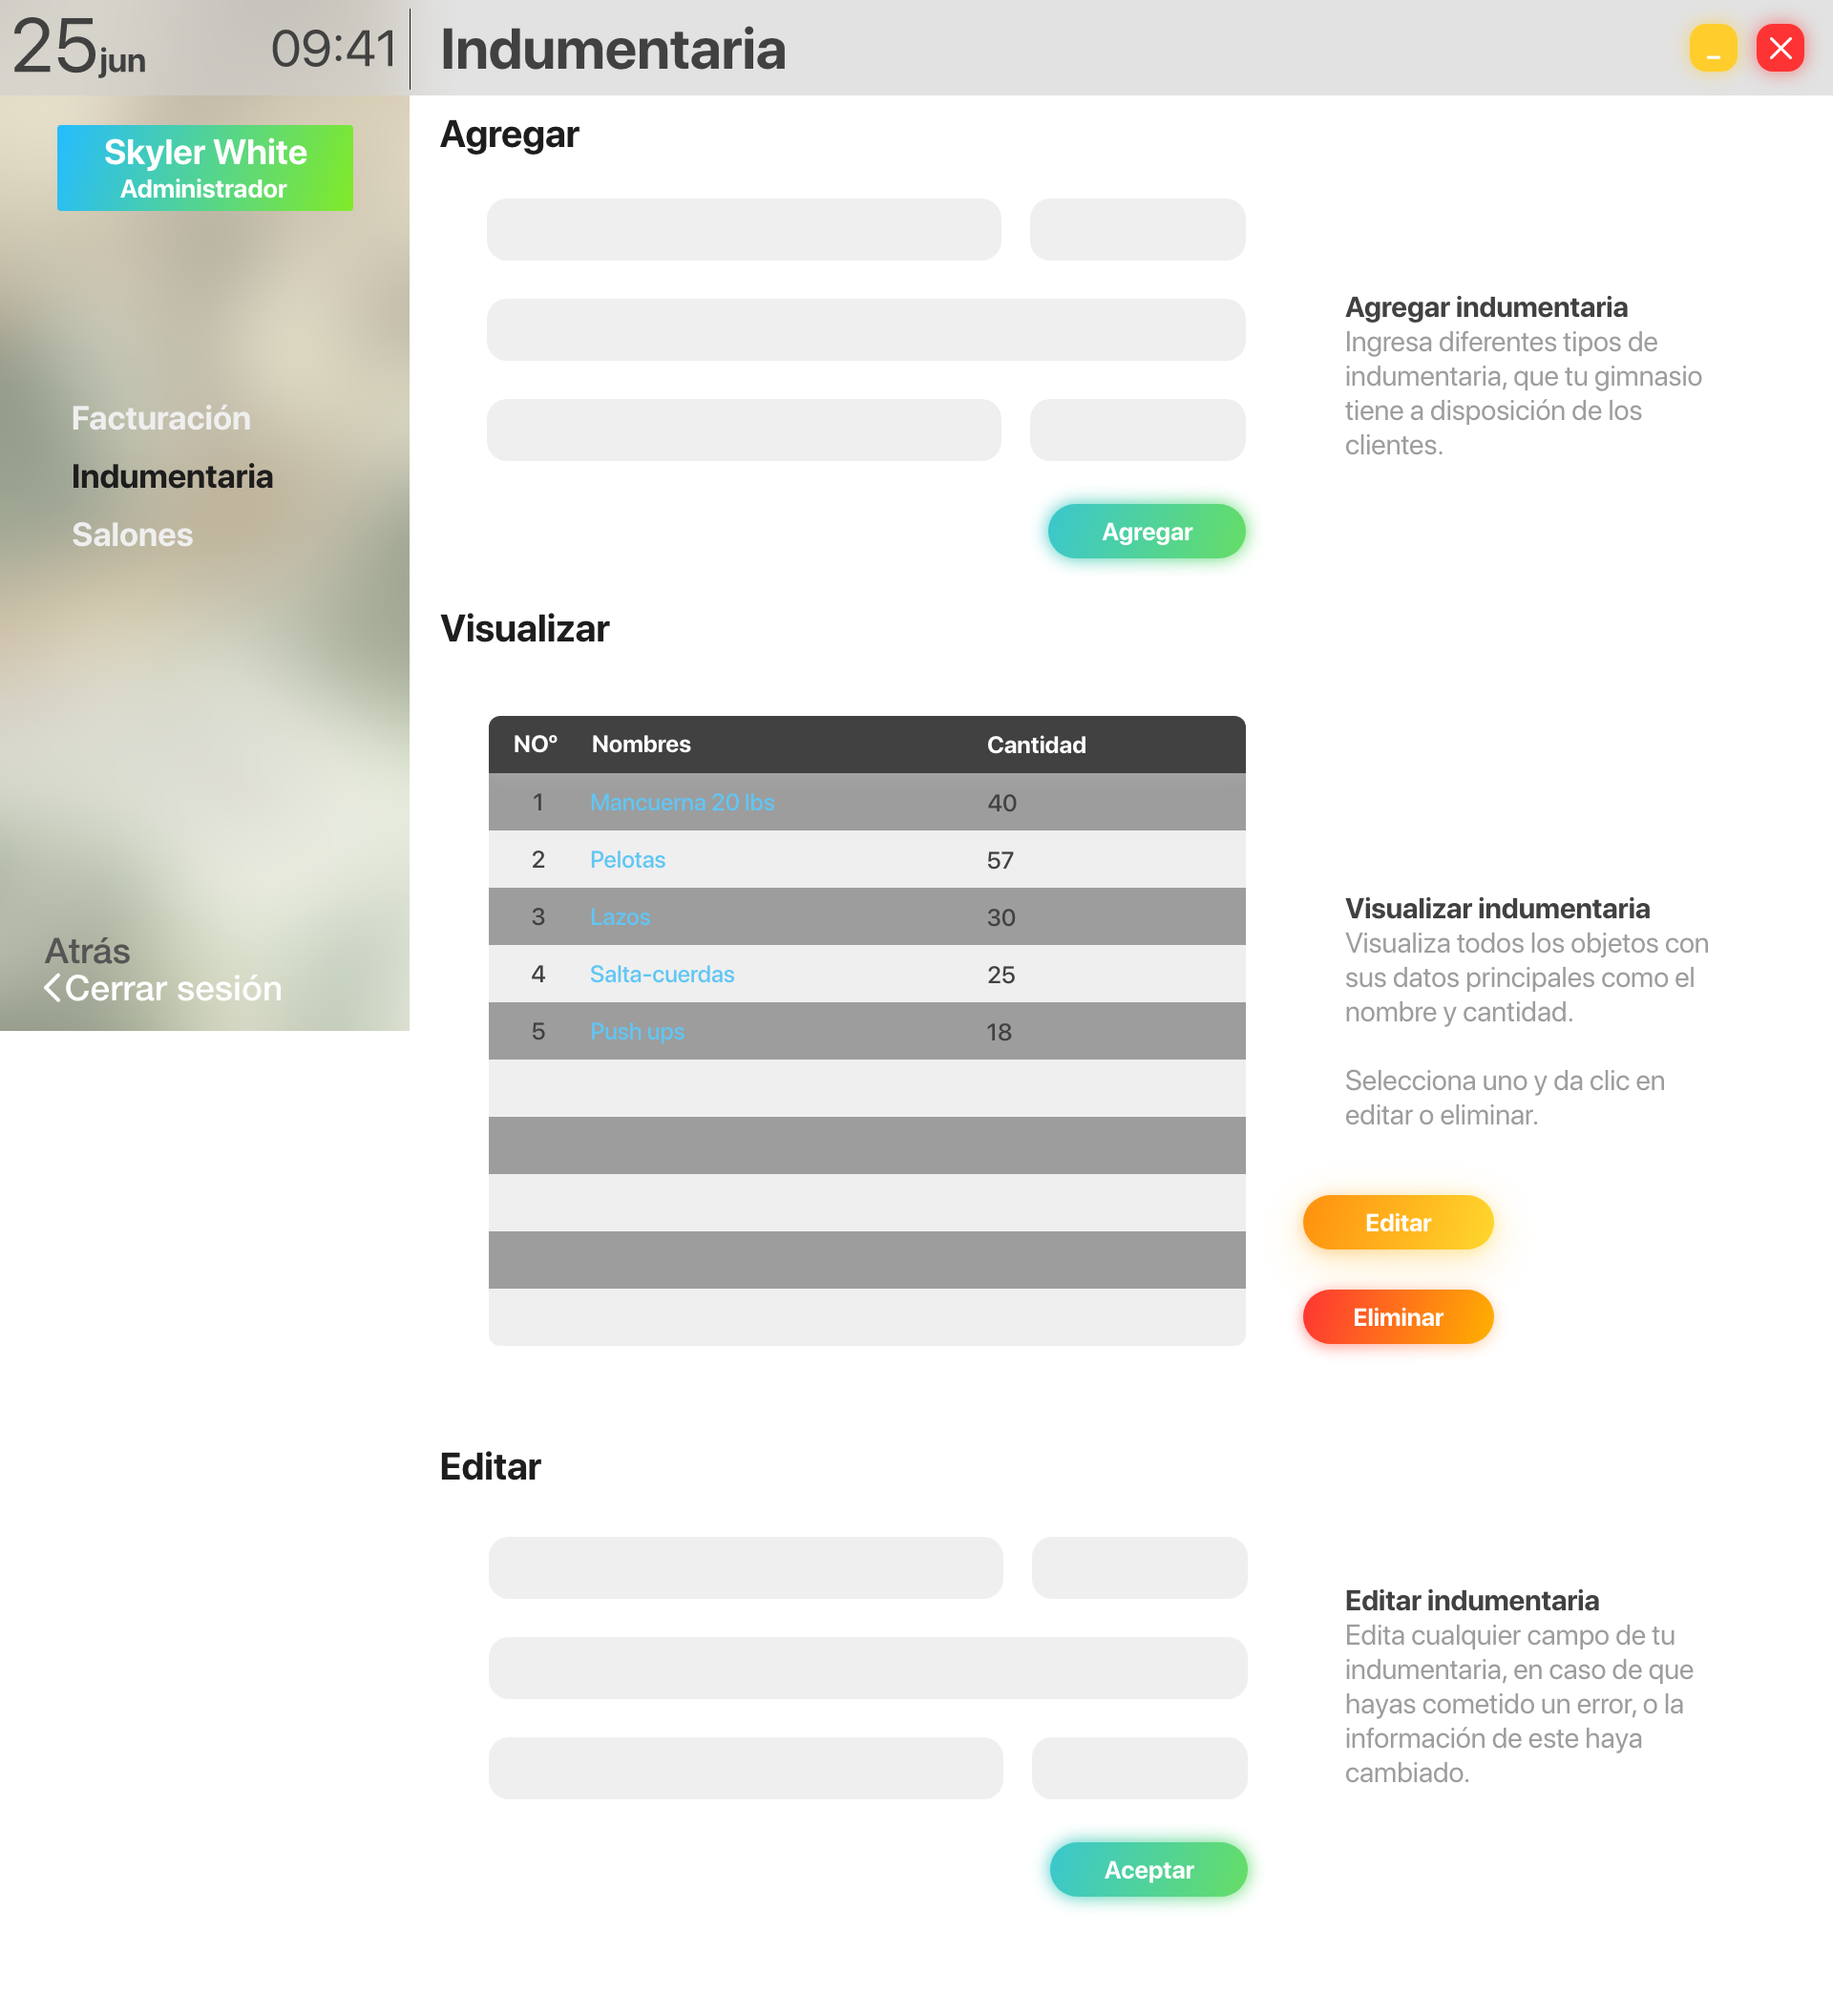 25 jun
09:41
Indumentaria
_
Skyler White
Administrador
Facturación
Indumentaria
Salones
Atrás
Cerrar sesión
Agregar
Agregar indumentaria
Ingresa diferentes tipos de
indumentaria, que tu gimnasio
tiene a disposición de los
clientes.
Agregar
Visualizar
NOº Nombres Cantidad
1 Mancuerna 20 lbs 40
2 Pelotas 57
3 Lazos 30
4 Salta-cuerdas 25
5 Push ups 18
Visualizar indumentaria
Visualiza todos los objetos con
sus datos principales como el
nombre y cantidad.
Selecciona uno y da clic en
editar o eliminar.
Editar
Eliminar
Editar
Editar indumentaria
Edita cualquier campo de tu
indumentaria, en caso de que
hayas cometido un error, o la
información de este haya
cambiado.
Aceptar